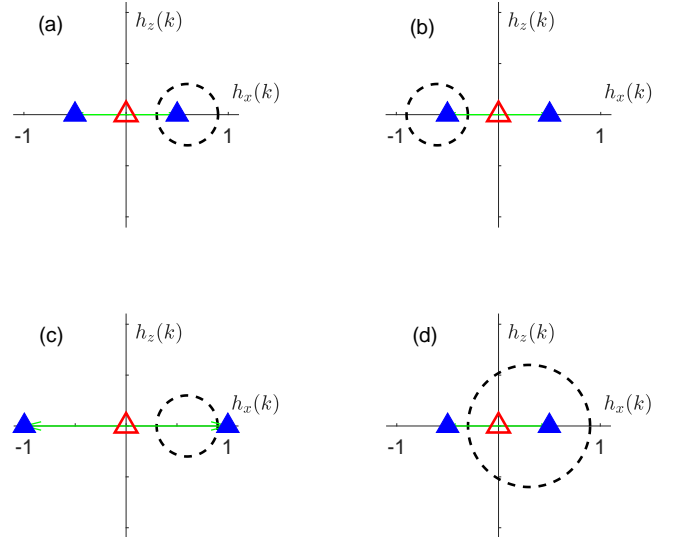 (a)
h_z(k)
h_x(k)
-1
1
(b)
h_z(k)
h_x(k)
-1
1
(c)
h_z(k)
h_x(k)
-1
1
(d)
h_z(k)
h_x(k)
-1
1